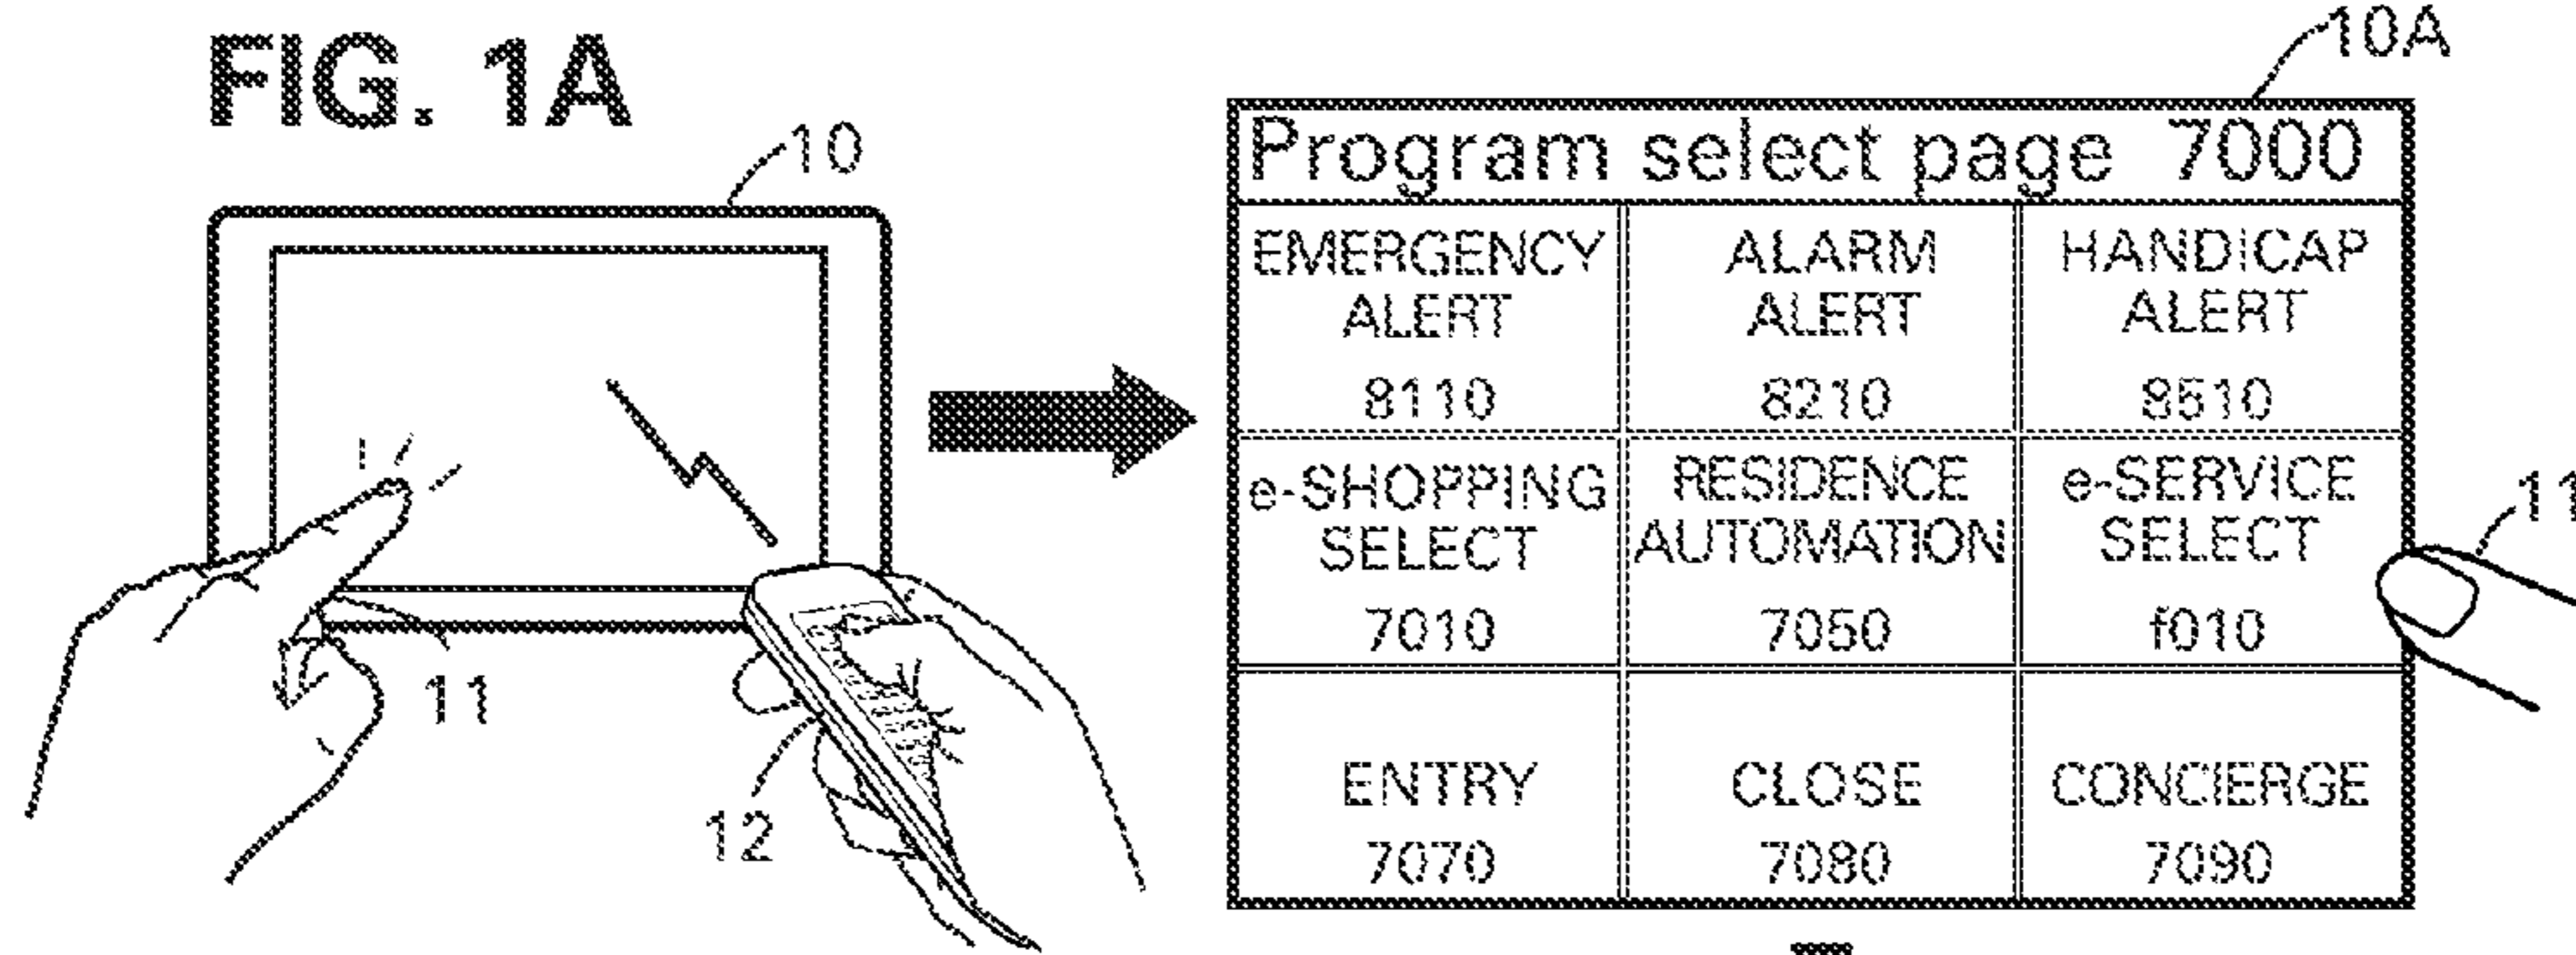 FIG. 1A
10
11
12
10A
Program select page 7000
EMERGENCY
ALERT
8110
ALARM
ALERT
8210
HANDICAP
ALERT
8510
e-SHOPPING
SELECT
7010
RESIDENCE
AUTOMATION
7050
e-SERVICE
SELECT
f010
11
ENTRY
7070
CLOSE
7080
CONCIERGE
7090